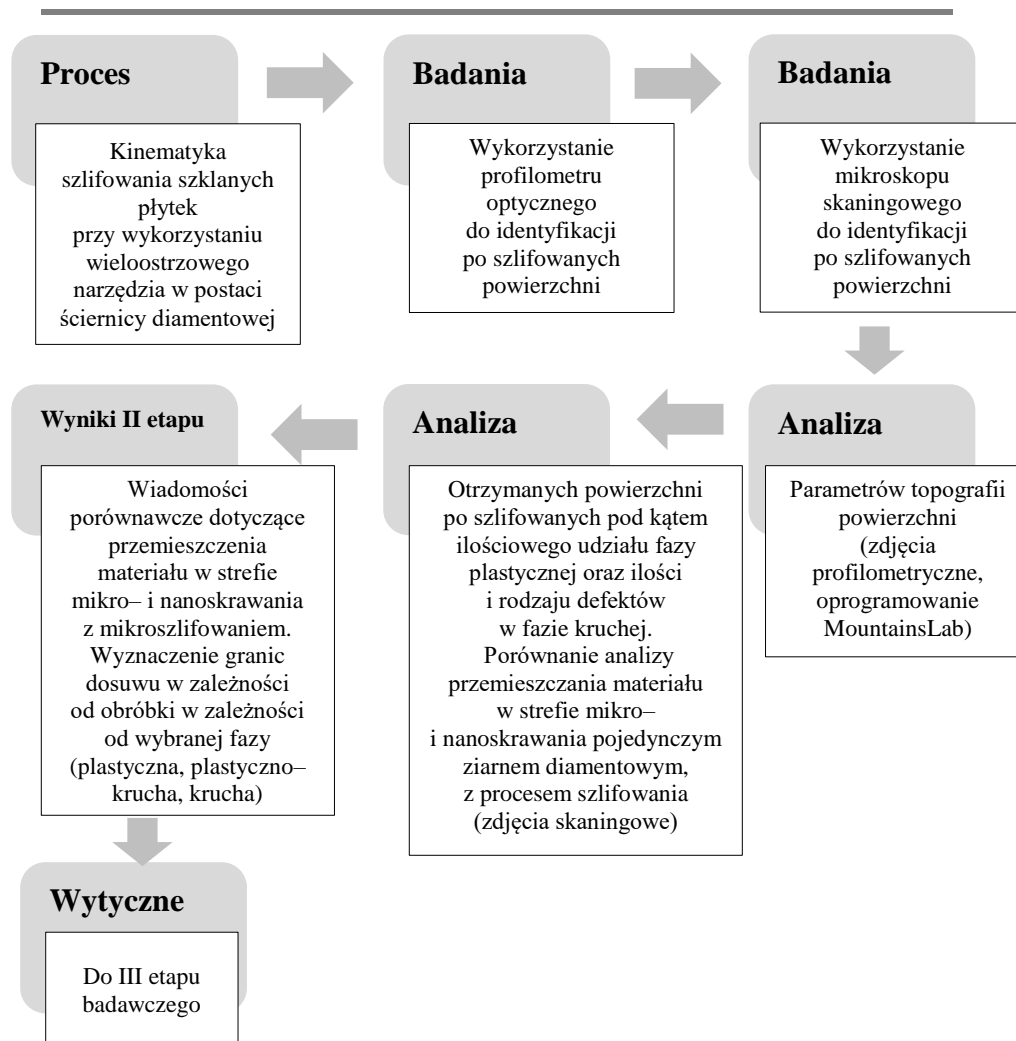 Proces
Kinematyka
szlifowania szklanych
płytek
przy wykorzystaniu
wieloostrzowego
narzędzia w postaci
ściernicy diamentowej
Badania
Wykorzystanie
profilometru
optycznego
do identyfikacji
po szlifowanych
powierzchni
Badania
Wykorzystanie
mikroskopu
skaningowego
do identyfikacji
po szlifowanych
powierzchni
Analiza
Parametrów topografii
powierzchni
(zdjęcia
profilometryczne,
oprogramowanie
MountainsLab)
Analiza
Otrzymanych powierzchni
po szlifowanych pod kątem
ilościowego udziału fazy
plastycznej oraz ilości
i rodzaju defektów
w fazie kruchej.
Porównanie analizy
przemieszczania materiału
w strefie mikro–
i nanoskrawania pojedynczym
ziarnem diamentowym,
z procesem szlifowania
(zdjęcia skaningowe)
Wyniki II etapu
Wiadomości
porównawcze dotyczące
przemieszczenia
materiału w strefie
mikro– i nanoskrawania
z mikroszlifowaniem.
Wyznaczenie granic
dosuwu w zależności
od obróbki w zależności
od wybranej fazy
(plastyczna, plastyczno–
krucha, krucha)
Wytyczne
Do III etapu
badawczego